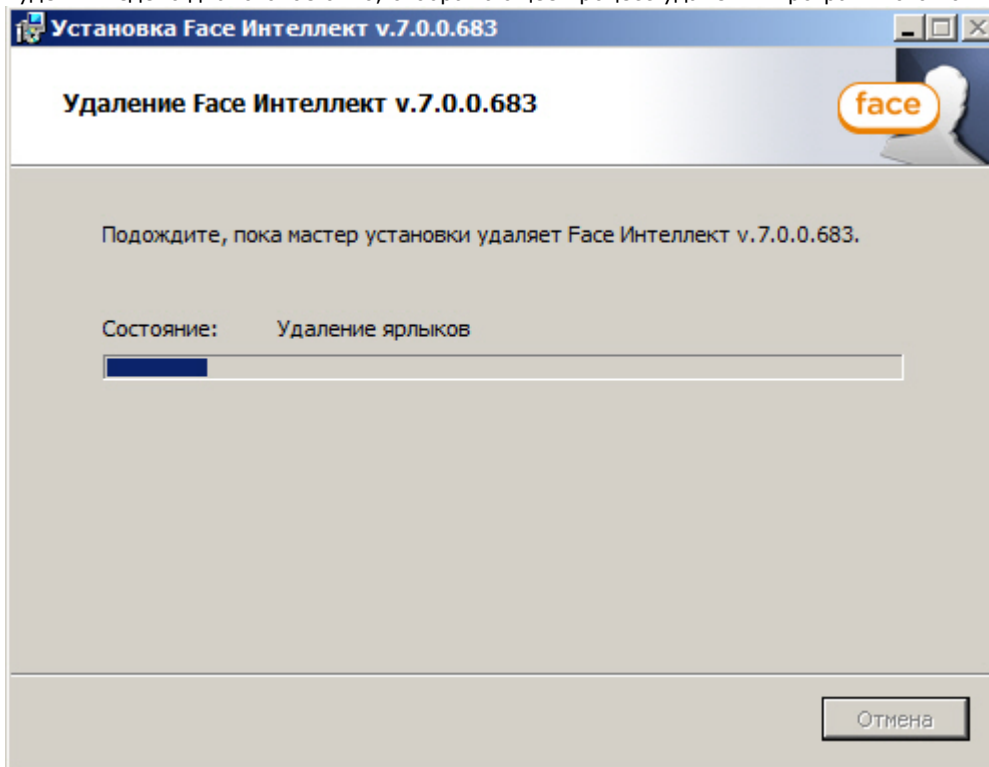 Установка Face Интеллект v.7.0.0.683
Удаление Face Интеллект v.7.0.0.683
face
Подождите, пока мастер установки удаляет Face Интеллект v.7.0.0.683.
Состояние: Удаление ярлыков
Отмена